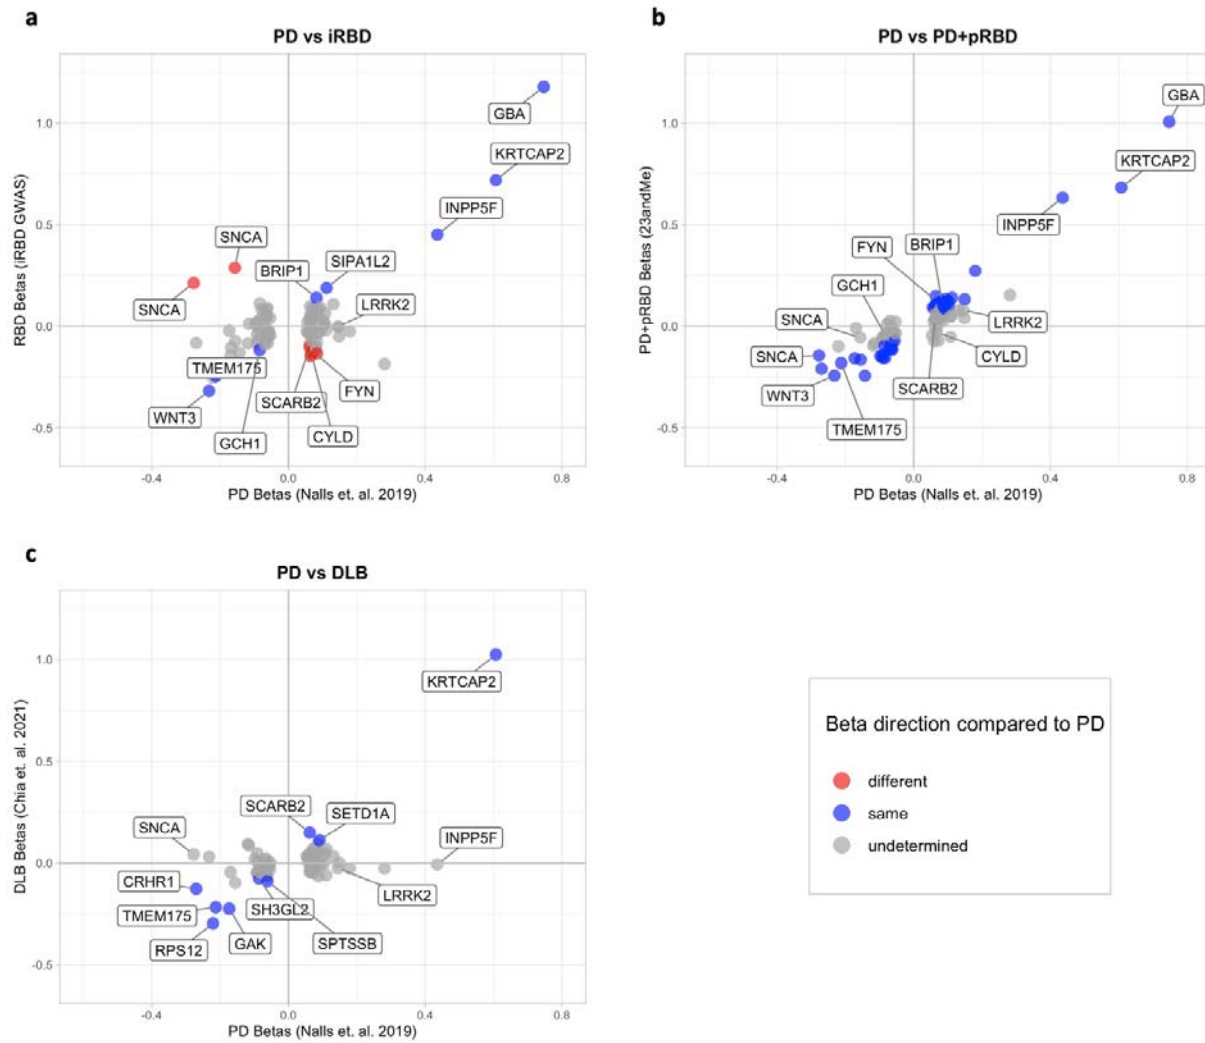 a
PD vs iRBD
RBD Betas (iRBD GWAS)
1.0
0.5
0.0
-0.5
GBA
KRTCAP2
INPP5F
SNCA
SIPA1L2
BRIP1
SNCA
LRRK2
TMEM175
FYN
SCARB2
WNT3
CYLD
GCH1
-0.4
0.0
0.4
0.8
PD Betas (Nalls et. al. 2019)
b
PD vs PD+pRBD
PD+pRBD Betas (23andMe)
1.0
0.5
0.0
-0.5
GBA
KRTCAP2
INPP5F
FYN
BRIP1
GCH1
SNCA
LRRK2
SNCA
CYLD
WNT3
SCARB2
TMEM175
-0.4
0.0
0.4
0.8
PD Betas (Nalls et. al. 2019)
c
PD vs DLB
DLB Betas (Chia et. al. 2021)
1.0
0.5
0.0
-0.5
KRTCAP2
SCARB2
SETD1A
SNCA
INPP5F
CRHR1
LRRK2
SH3GL2
TMEM175
RPS12
GAK
SPTSSB
-0.4
0.0
0.4
0.8
PD Betas (Nalls et. al. 2019)
Beta direction compared to PD
different
same
undetermined